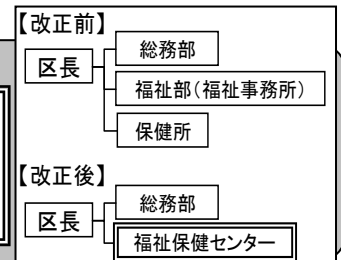 【改正前】
総務部
区長
福祉部（福祉事務所）
保健所
【改正後】
総務部
区長
福祉保健センター